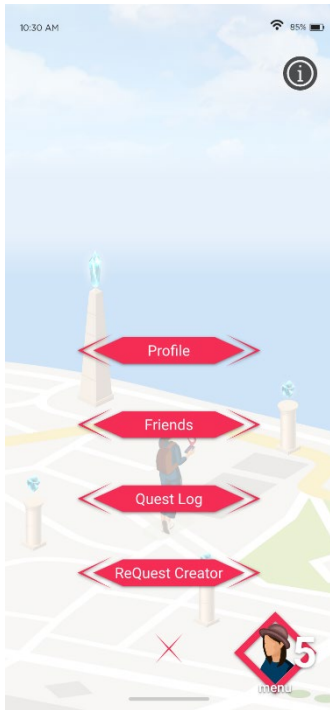 10:30 AM
85%
i
Profile
Friends
Quest Log
ReQuest Creator
5
menu